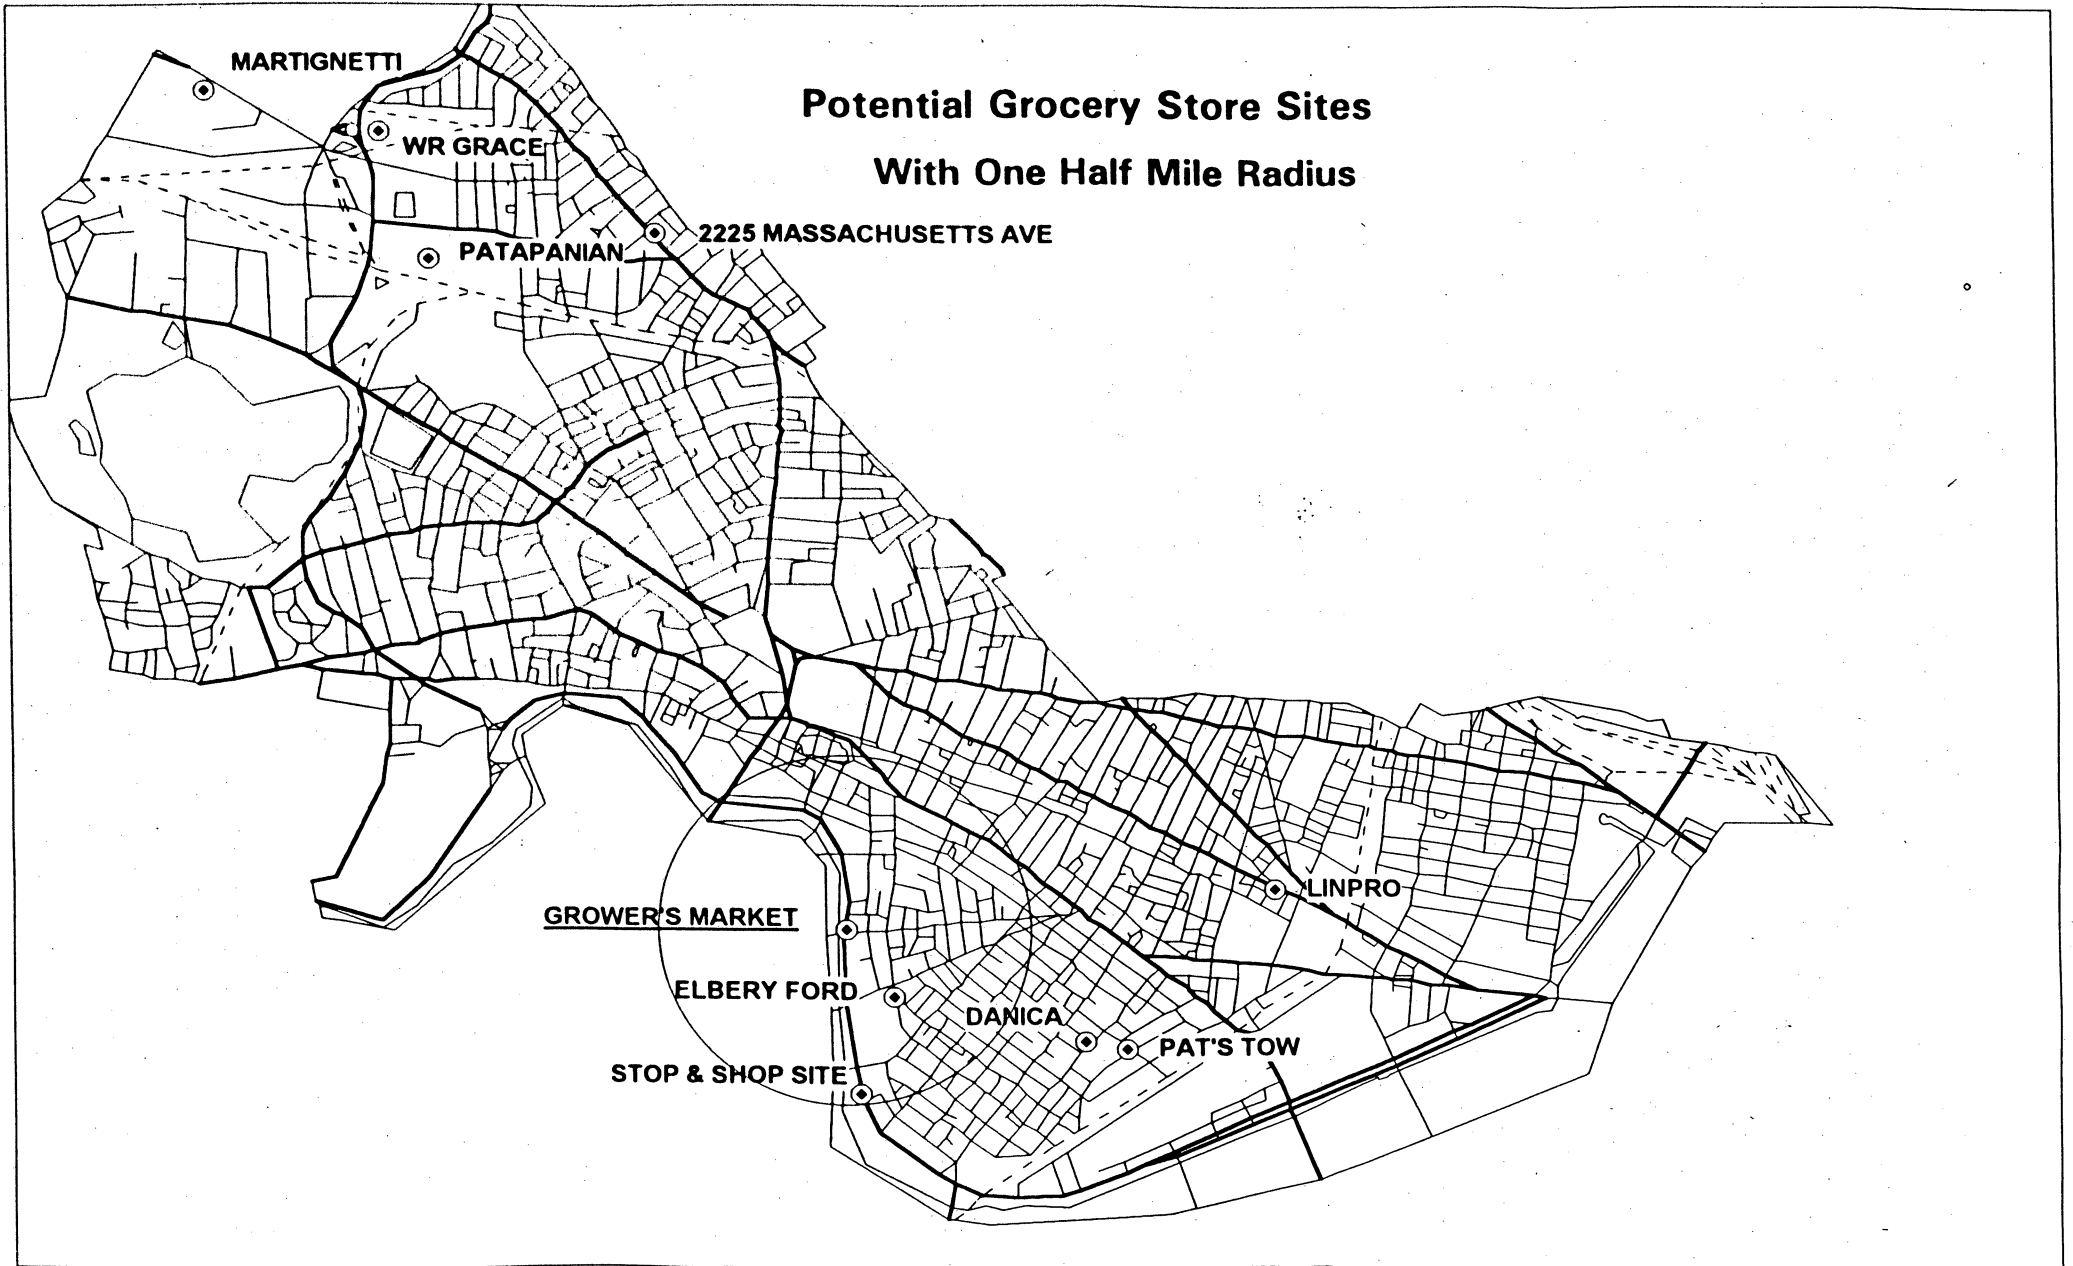 MARTIGNETTI
Potential Grocery Store Sites
With One Half Mile Radius
WR GRACE
2225 MASSACHUSETTS AVE
PATAPANIAN
LINPRO
GROWER'S MARKET
ELBERY FORD
DANICA
PAT'S TOW
STOP & SHOP SITE